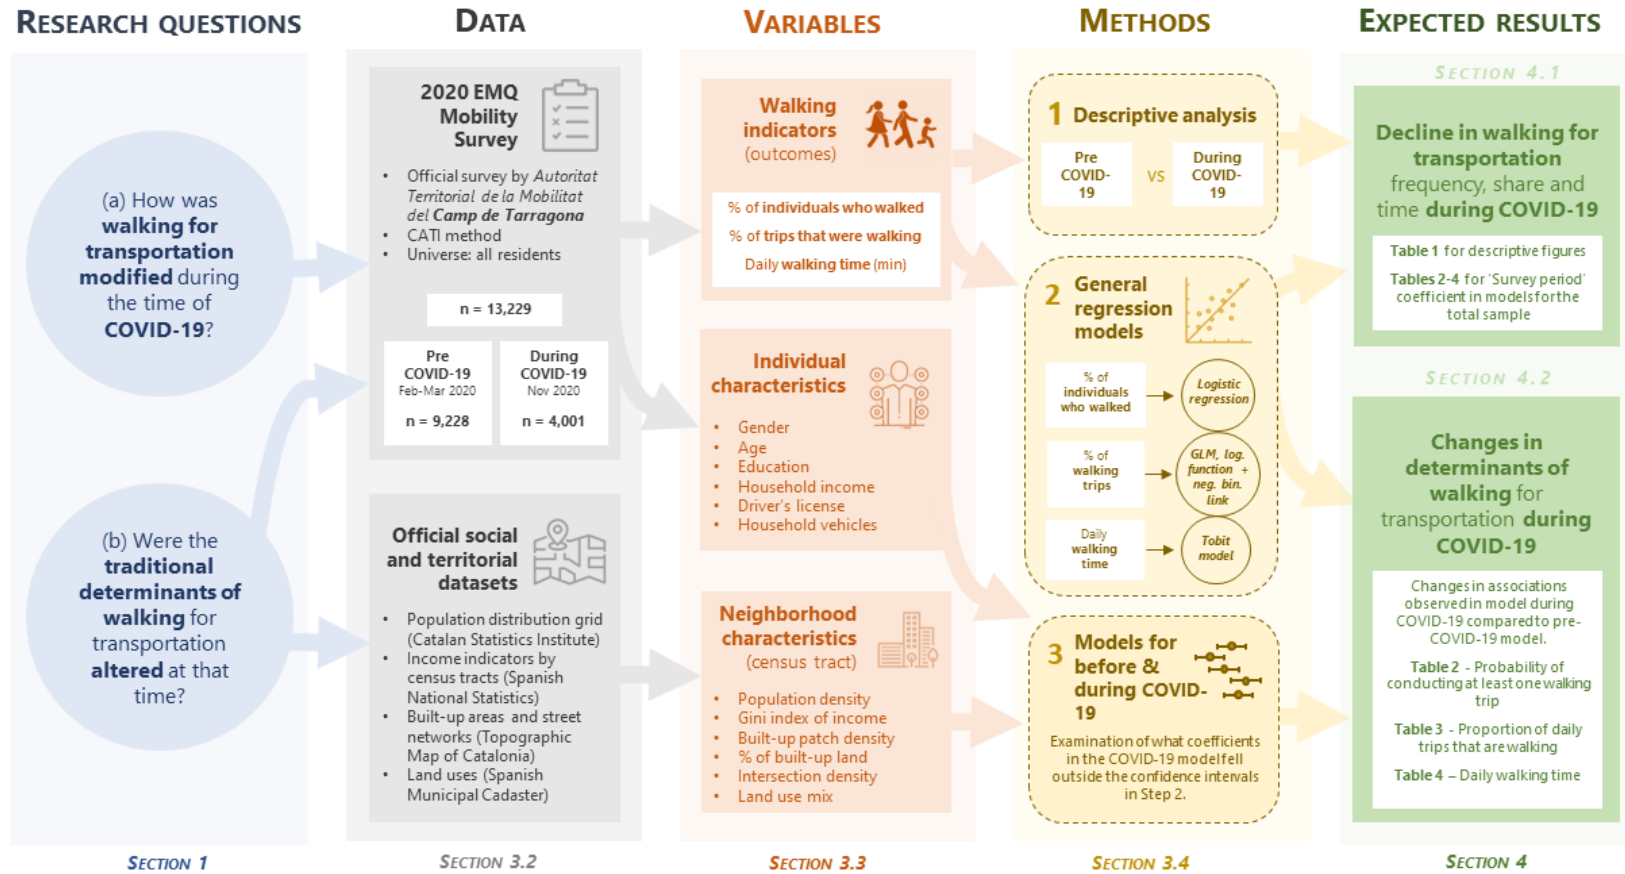 RESEARCH QUESTIONS
(a) How was
walking for
transportation
modified during
the time of
COVID-19?
(b) Were the
traditional
determinants of
walking for
transportation
altered at that
time?
SECTION 1
DATA
2020 EMQ
Mobility
Survey
• Official survey by Autoritat
Territorial de la Mobilitat
del Camp de Tarragona
• CATI method
• Universe: all residents
n = 13,229
Pre
COVID-19
Feb-Mar 2020
n = 9,228
During
COVID-19
Nov 2020
n = 4,001
Official social
and territorial
datasets
• Population distribution grid
(Catalan Statistics Institute)
• Income indicators by
census tracts (Spanish
National Statistics)
• Built-up areas and street
networks (Topographic
Map of Catalonia)
• Land uses (Spanish
Municipal Cadaster)
SECTION 3.2
VARIABLES
Walking
indicators
(outcomes)
% of individuals who walked
% of trips that were walking
Daily walking time (min)
Individual
characteristics
• Gender
• Age
• Education
• Household income
• Driver's license
• Household vehicles
Neighborhood
characteristics
(census tract)
• Population density
• Gini index of income
• Built-up patch density
• % of built-up land
• Intersection density
• Land use mix
SECTION 3.3
METHODS
1 Descriptive analysis
Pre
COVID-
19
VS
During
COVID-
19
2 General
regression
models
% of
individuals
who walked
Logistic
regression
% of
walking
trips
GLM, log.
function +
neg. bin.
link
Daily
walking
time
Tobit
model
3 Models for
before &
during COVID-
19
Examination of what coefficients
in the COVID-19 model fell
outside the confidence intervals
in Step 2.
SECTION 3.4
EXPECTED RESULTS
SECTION 4.1
Decline in walking for
transportation
frequency, share and
time during COVID-19
Table 1 for descriptive figures
Tables 2-4 for 'Survey period'
coefficient in models for the
total sample
SECTION 4.2
Changes in
determinants of
walking for
transportation during
COVID-19
Changes in associations
observed in model during
COVID-19 compared to pre-
COVID-19 model.
Table 2 - Probability of
conducting at least one walking
trip
Table 3 - Proportion of daily
trips that are walking
Table 4 – Daily walking time
SECTION 4